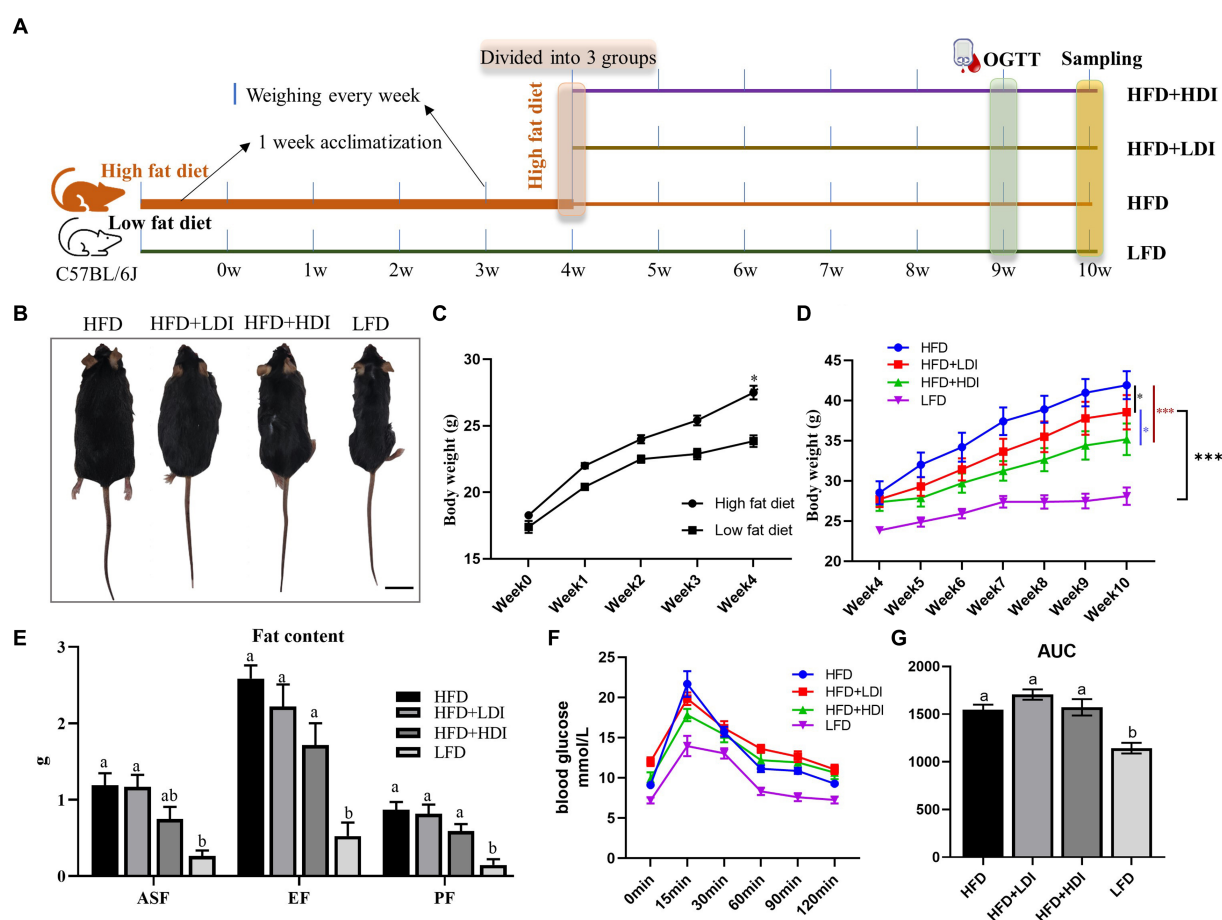 A
Divided into 3 groups
OGTT
Sampling
Weighing every week
1 week acclimatization
High fat diet
HFD+HDI
HFD+LDI
High fat diet
HFD
Low fat diet
LFD
C57BL/6J
0w 1w 2w 3w 4w 5w 6w 7w 8w 9w 10w
B
HFD HFD+LDI HFD+HDI LFD
C
Body weight (g)
30
25
20
15
*
High fat diet
Low fat diet
Week0 Week1 Week2 Week3 Week4
D
Body weight (g)
45
40
35
30
25
20
HFD
HFD+LDI
HFD+HDI
LFD
*
*
***
***
Week4 Week5 Week6 Week7 Week8 Week9 Week10
E
Fat content
g
3
2
1
0
a a ab b
a a a b
a a a b
HFD
HFD+LDI
HFD+HDI
LFD
ASF EF PF
F
blood glucose
mmol/L
25
20
15
10
5
0
HFD
HFD+LDI
HFD+HDI
LFD
0min 15min 30min 60min 90min 120min
G
AUC
2000
1500
1000
500
0
a a a b
HFD HFD+LDI HFD+HDI LFD